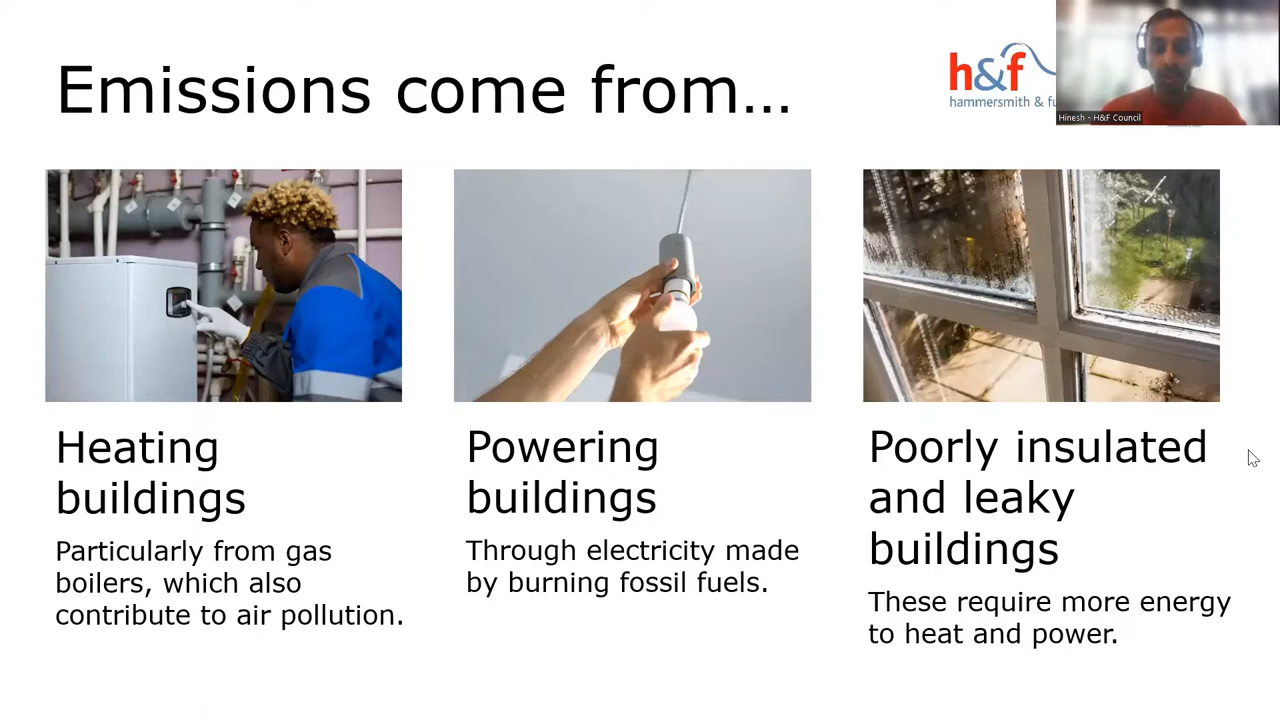 Emissions come from...
h&f
hammersmith & fu
Hinesh - H&F Council
Heating
buildings
Particularly from gas
boilers, which also
contribute to air pollution.
Powering
buildings
Through electricity made
by burning fossil fuels.
Poorly insulated
and leaky
buildings
These require more energy
to heat and power.